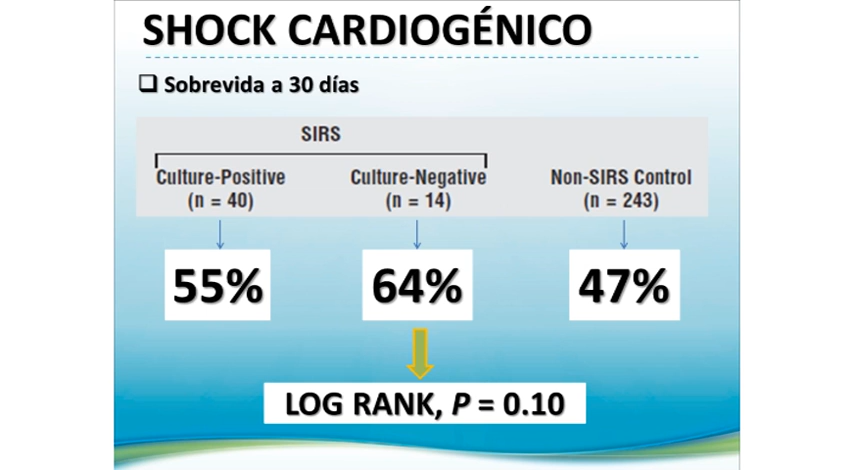 SHOCK CARDIOGÉNICO
Sobrevida a 30 días
SIRS
Culture-Positive Culture-Negative Non-SIRS Control
(n = 40) (n = 14) (n = 243)
55% 64% 47%
LOG RANK, P = 0.10